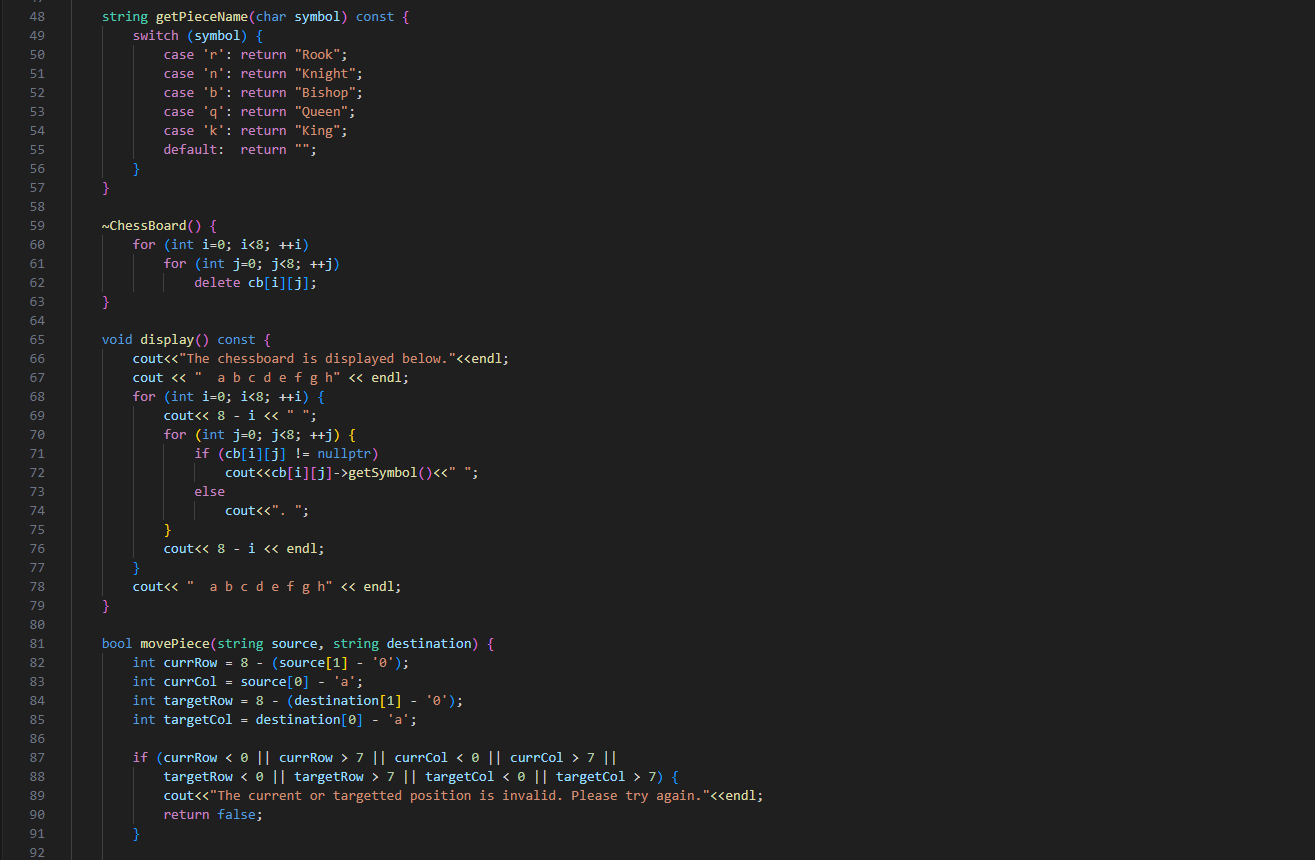 48 string getPieceName(char symbol) const {
49 switch (symbol) {
50 case 'r': return "Rook";
51 case 'n': return "Knight";
52 case 'b': return "Bishop";
53 case 'q': return "Queen";
54 case 'k': return "King";
55 default:  return "";
56 }
57 }
58
59 ~ChessBoard() {
60 for (int i=0; i<8; ++i)
61 for (int j=0; j<8; ++j)
62 delete cb[i][j];
63 }
64
65 void display() const {
66 cout<<"The chessboard is displayed below."<<endl;
67 cout << "  a b c d e f g h" << endl;
68 for (int i=0; i<8; ++i) {
69 cout<< 8 - i << " ";
70 for (int j=0; j<8; ++j) {
71 if (cb[i][j] != nullptr)
72 cout<<cb[i][j]->getSymbol()<<" ";
73 else
74 cout<<". ";
75 }
76 cout<< 8 - i << endl;
77 }
78 cout<< "  a b c d e f g h" << endl;
79 }
80
81 bool movePiece(string source, string destination) {
82 int currRow = 8 - (source[1] - '0');
83 int currCol = source[0] - 'a';
84 int targetRow = 8 - (destination[1] - '0');
85 int targetCol = destination[0] - 'a';
86
87 if (currRow < 0 || currRow > 7 || currCol < 0 || currCol > 7 ||
88 targetRow < 0 || targetRow > 7 || targetCol < 0 || targetCol > 7) {
89 cout<<"The current or targetted position is invalid. Please try again."<<endl;
90 return false;
91 }
92